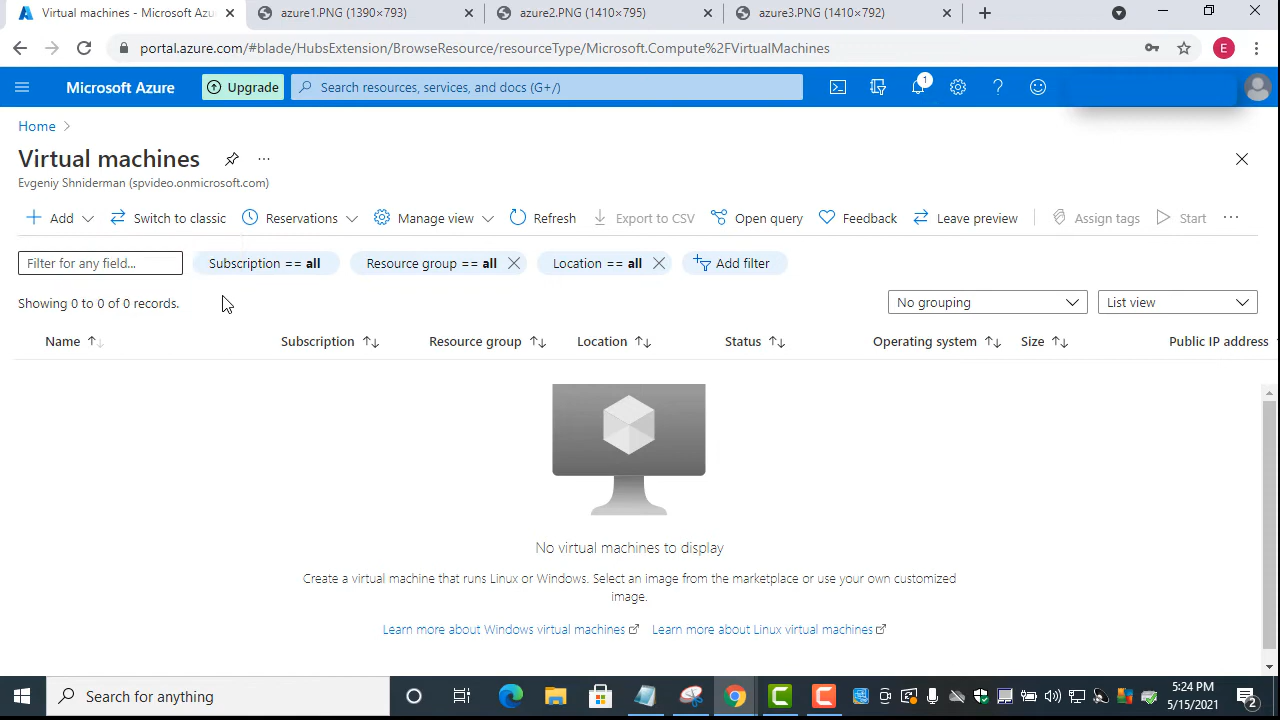 Virtual machines - Microsoft Azu
azure1.PNG (1390×793)
azure2.PNG (1410×795)
azure3.PNG (1410×792)
portal.azure.com/#blade/HubsExtension/BrowseResource/resourceType/Microsoft.Compute%2FVirtualMachines
E
Microsoft Azure
Upgrade
Search resources, services, and docs (G+/)
1
Home
Virtual machines
Evgeniy Shniderman (spvideo.onmicrosoft.com)
Add Switch to classic Reservations Manage view Refresh Export to CSV Open query Feedback Leave preview Assign tags Start
Filter for any field... Subscription == all Resource group == all Location == all Add filter
Showing 0 to 0 of 0 records. No grouping List view
Name Subscription Resource group Location Status Operating system Size Public IP address
No virtual machines to display
Create a virtual machine that runs Linux or Windows. Select an image from the marketplace or use your own customized
image.
Learn more about Windows virtual machines Learn more about Linux virtual machines
Search for anything
5:24 PM
5/15/2021
2